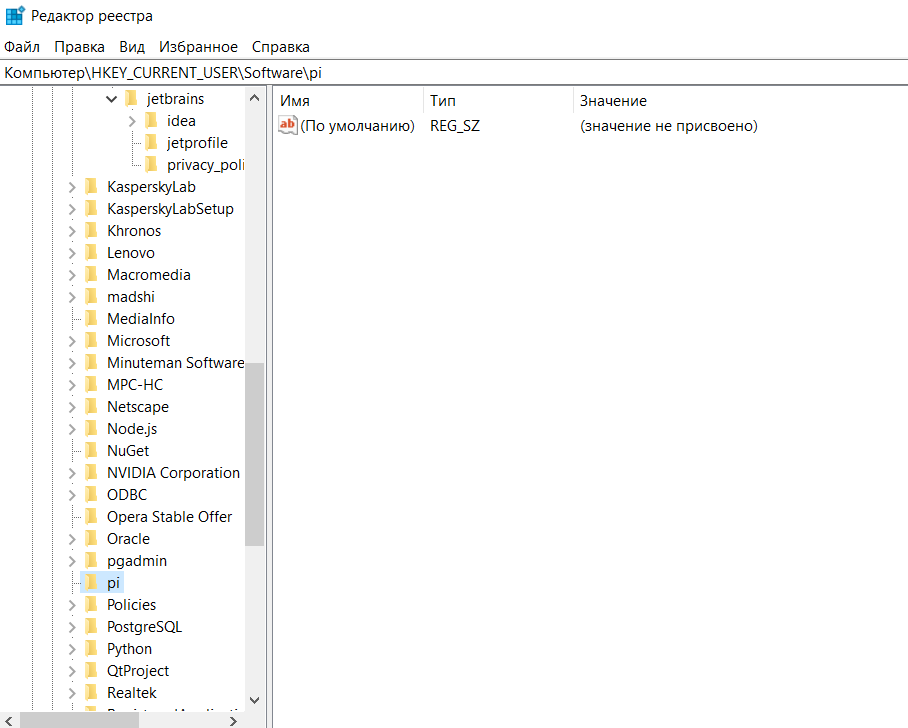 Редактор реестра
Файл Правка Вид Избранное Справка
Компьютер\HKEY_CURRENT_USER\Software\pi
jetbrains
idea
jetprofile
privacy_poli
KasperskyLab
KasperskyLabSetup
Khronos
Lenovo
Macromedia
madshi
MediaInfo
Microsoft
Minuteman Software
MPC-HC
Netscape
Node.js
NuGet
NVIDIA Corporation
ODBC
Opera Stable Offer
Oracle
pgadmin
pi
Policies
PostgreSQL
Python
QtProject
Realtek
Имя Тип Значение
ab (По умолчанию) REG_SZ (значение не присвоено)